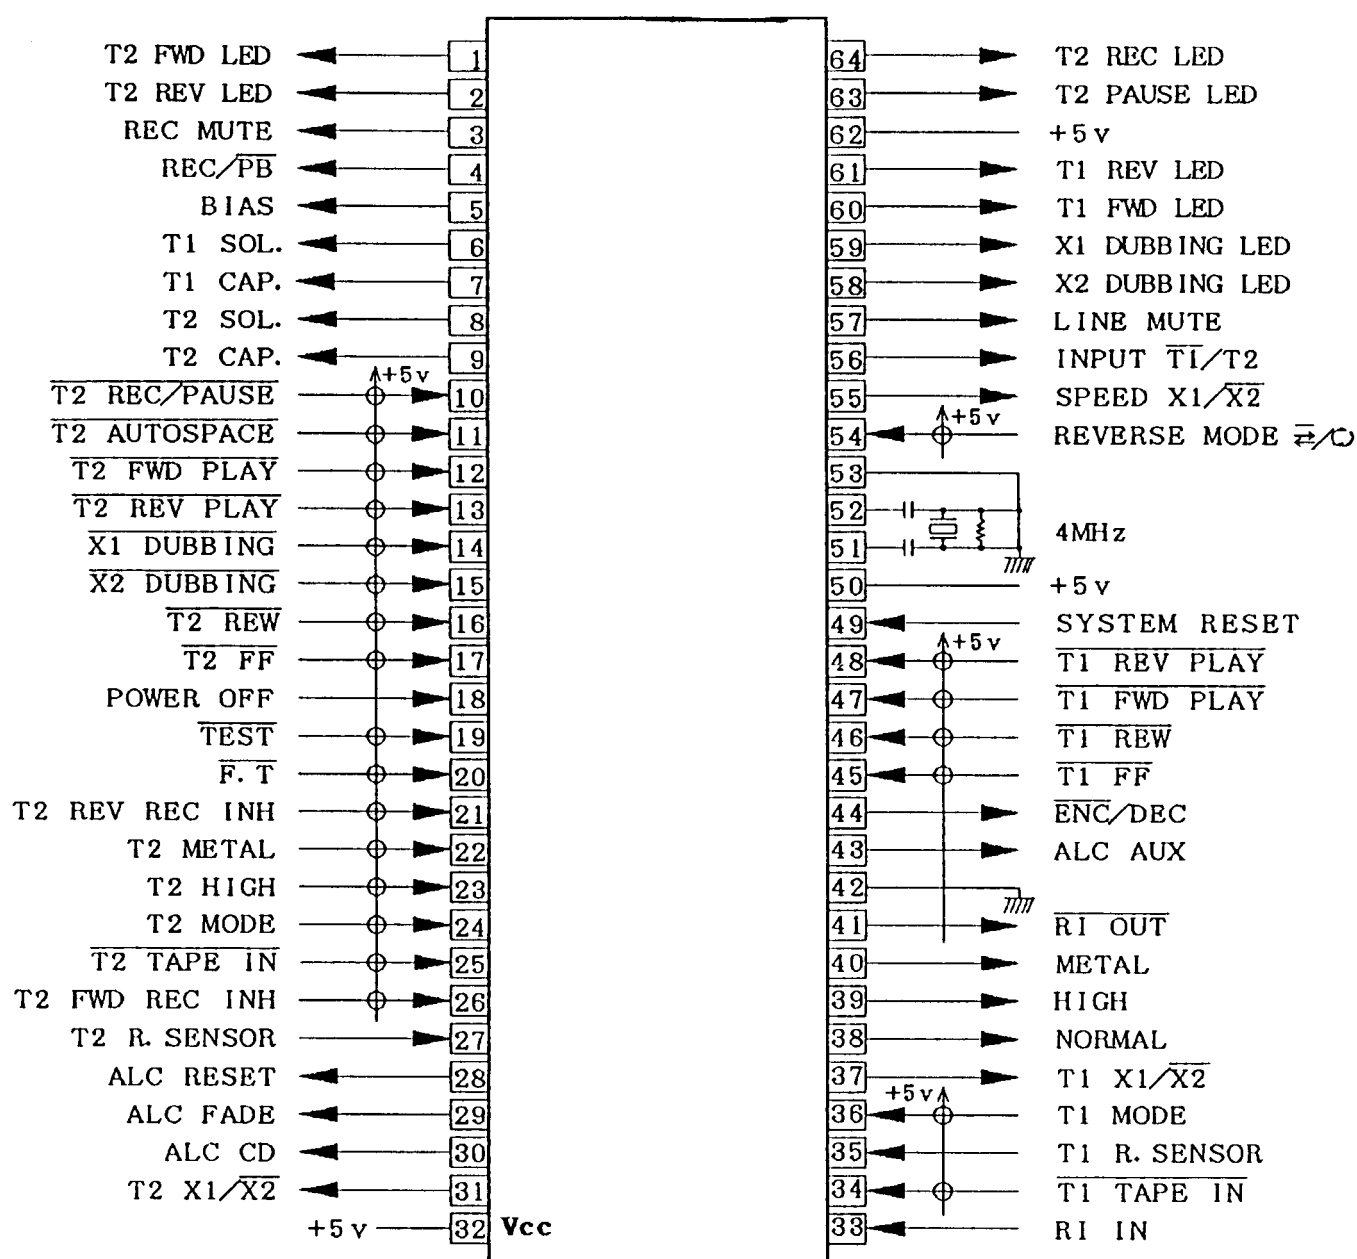 T2 FWD LED 1 64 T2 REC LED
T2 REV LED 2 63 T2 PAUSE LED
REC MUTE 3 62 +5v
REC/PB 4 61 T1 REV LED
BIAS 5 60 T1 FWD LED
T1 SOL. 6 59 X1 DUBBING LED
T1 CAP. 7 58 X2 DUBBING LED
T2 SOL. 8 57 LINE MUTE
T2 CAP. 9 56 INPUT T1/T2
+5v
T2 REC/PAUSE 10 55 SPEED X1/X2
+5v
T2 AUTOSPACE 11 54 REVERSE MODE ⇄/
T2 FWD PLAY 12 53
T2 REV PLAY 13 52
4MHz
X1 DUBBING 14 51
X2 DUBBING 15 50 +5v
T2 REW 16 49 SYSTEM RESET
+5v
T2 FF 17 48 T1 REV PLAY
POWER OFF 18 47 T1 FWD PLAY
TEST 19 46 T1 REW
F.T 20 45 T1 FF
T2 REV REC INH 21 44 ENC/DEC
T2 METAL 22 43 ALC AUX
T2 HIGH 23 42
T2 MODE 24 41 RI OUT
T2 TAPE IN 25 40 METAL
T2 FWD REC INH 26 39 HIGH
T2 R.SENSOR 27 38 NORMAL
ALC RESET 28 37 T1 X1/X2
+5v
ALC FADE 29 36 T1 MODE
ALC CD 30 35 T1 R.SENSOR
T2 X1/X2 31 34 T1 TAPE IN
+5v 32 Vcc 33 RI IN